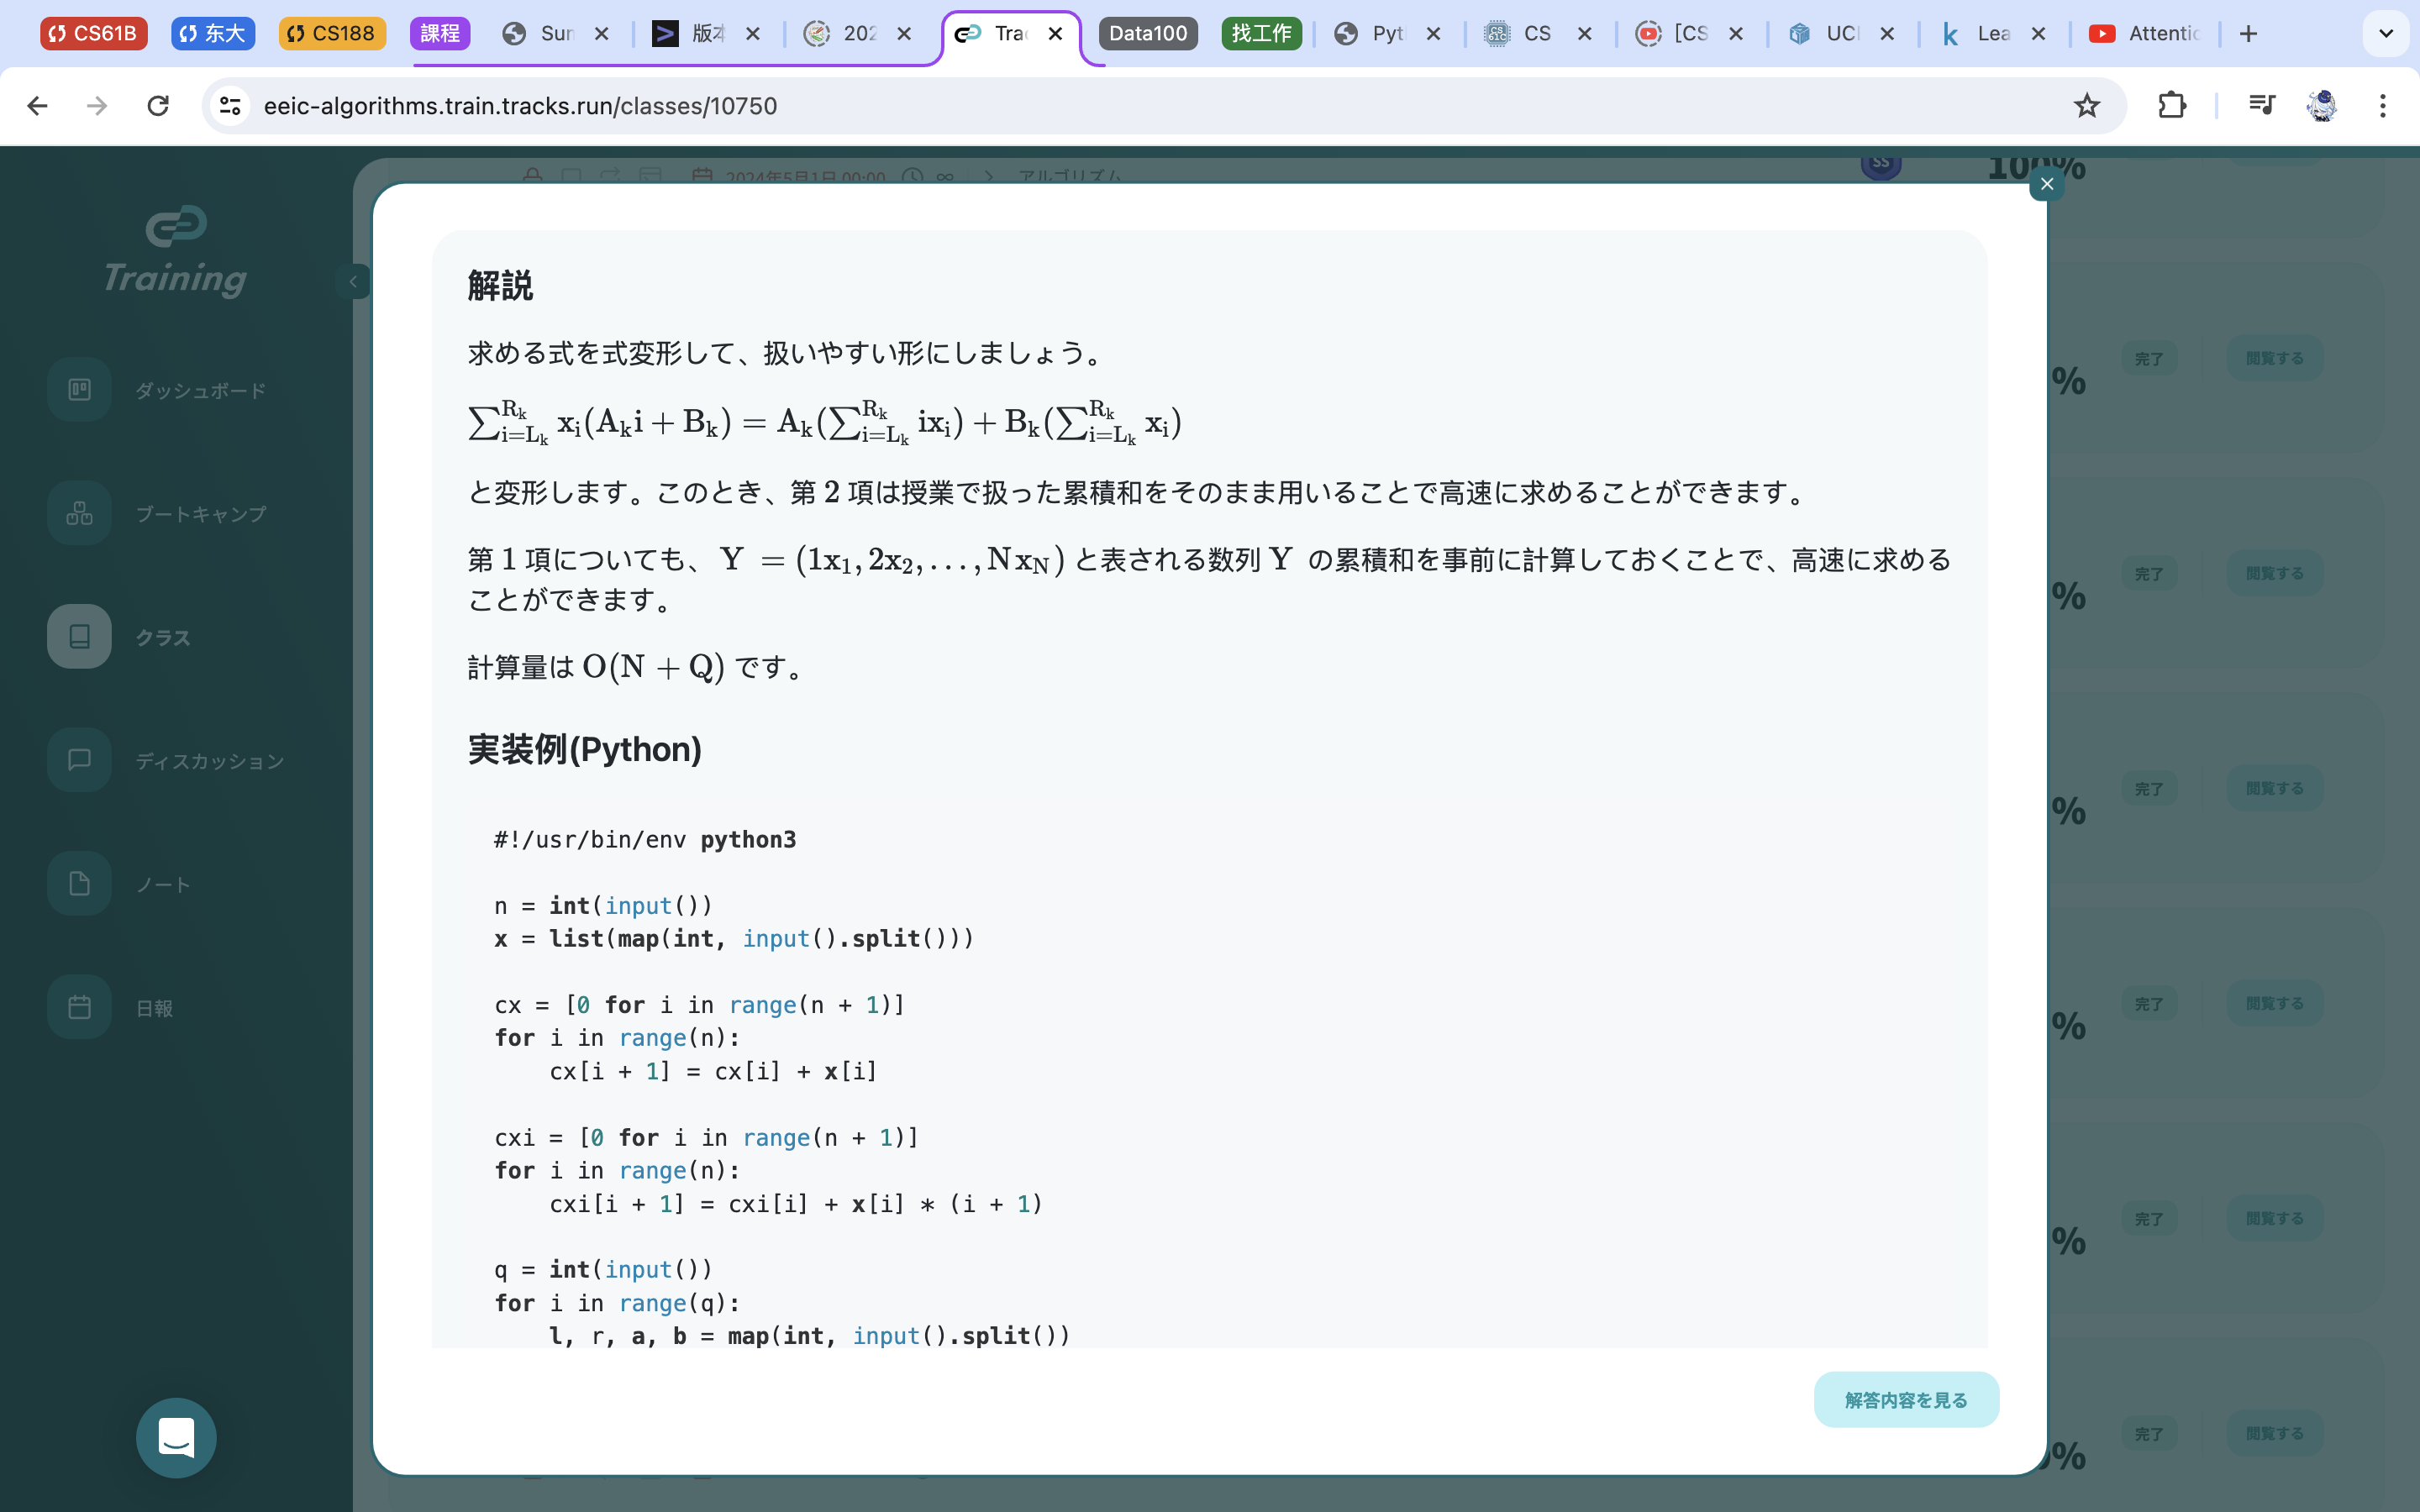 CS61B 东大 CS188 課程 Sur 版本 202 Tra Data100 找工作 Pyt CS [CS UC Lea Attentic
eeic-algorithms.train.tracks.run/classes/10750
2024年5月1日 00:00 ∞ アルゴリズム SS 100%
Training
ダッシュボード
ブートキャンプ
クラス
ディスカッション
ノート
日報
解説
求める式を式変形して、扱いやすい形にしましょう。
∑_{i=L_k}^{R_k} x_i(A_k i + B_k) = A_k(∑_{i=L_k}^{R_k} ix_i) + B_k(∑_{i=L_k}^{R_k} x_i)
と変形します。このとき、第 2 項は授業で扱った累積和をそのまま用いることで高速に求めることができます。
第 1 項についても、 Y = (1x_1, 2x_2, ..., Nx_N) と表される数列 Y の累積和を事前に計算しておくことで、高速に求める
ことができます。
計算量は O(N + Q) です。
実装例(Python)
#!/usr/bin/env python3
n = int(input())
x = list(map(int, input().split()))
cx = [0 for i in range(n + 1)]
for i in range(n):
    cx[i + 1] = cx[i] + x[i]
cxi = [0 for i in range(n + 1)]
for i in range(n):
    cxi[i + 1] = cxi[i] + x[i] * (i + 1)
q = int(input())
for i in range(q):
    l, r, a, b = map(int, input().split())
解答内容を見る
% 完了 閲覧する
% 完了 閲覧する
% 完了 閲覧する
% 完了 閲覧する
% 完了 閲覧する
% 完了 閲覧する